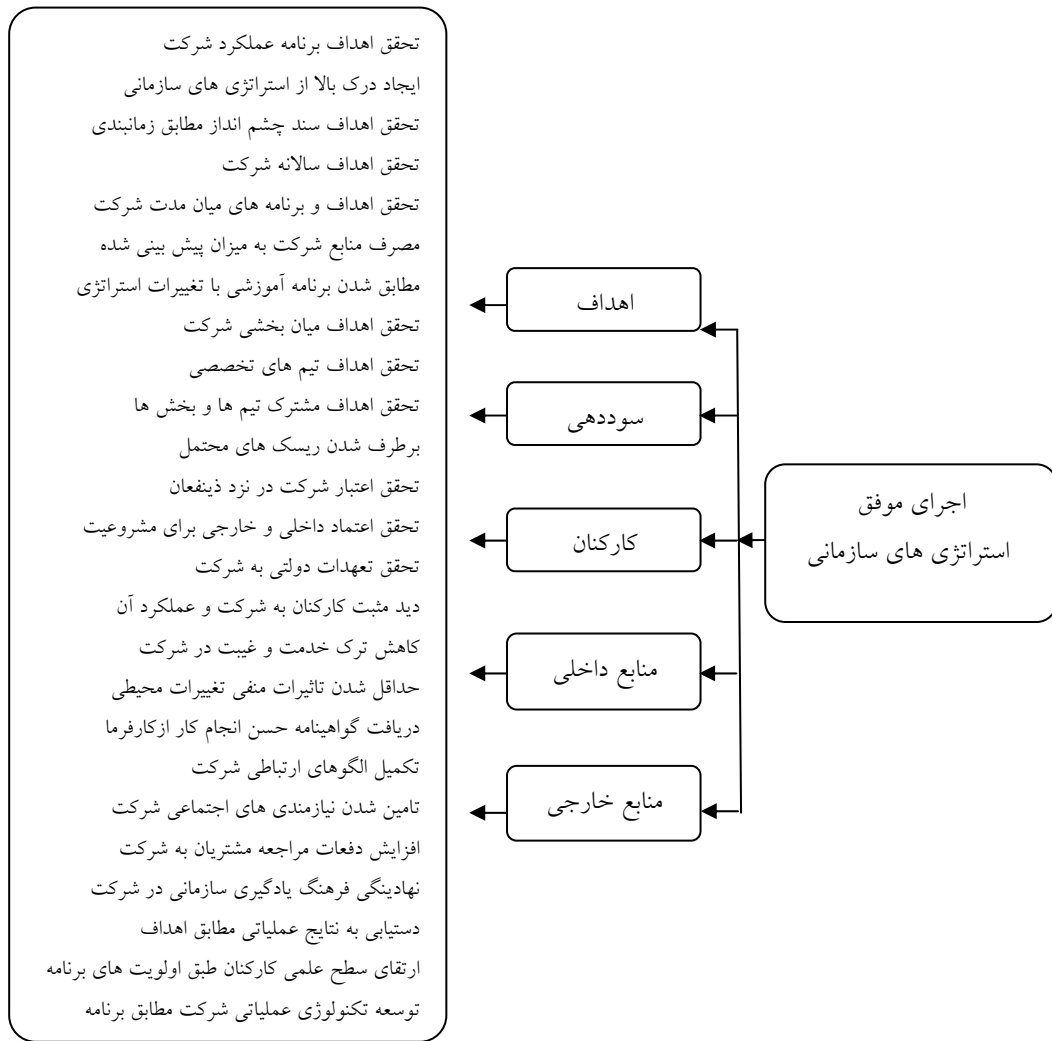 اجرای موفق
استراتژی های سازمانی
اهداف
سوددهی
کارکنان
منابع داخلی
منابع خارجی
تحقق اهداف برنامه عملکرد شرکت
ایجاد درک بالا از استراتژی های سازمانی
تحقق اهداف سند چشم انداز مطابق زمانبندی
تحقق اهداف سالانه شرکت
تحقق اهداف و برنامه های میان مدت شرکت
مصرف منابع شرکت به میزان پیش بینی شده
مطابق شدن برنامه آموزشی با تغییرات استراتژی
تحقق اهداف میان بخشی شرکت
تحقق اهداف تیم های تخصصی
تحقق اهداف مشترک تیم ها و بخش ها
برطرف شدن ریسک های محتمل
تحقق اعتبار شرکت در نزد ذینفعان
تحقق اعتماد داخلی و خارجی برای مشروعیت
تحقق تعهدات دولتی به شرکت
دید مثبت کارکنان به شرکت و عملکرد آن
کاهش ترک خدمت و غیبت در شرکت
حداقل شدن تاثیرات منفی تغییرات محیطی
دریافت گواهینامه حسن انجام کار ازکارفرما
تکمیل الگوهای ارتباطی شرکت
تامین شدن نیازمندی های اجتماعی شرکت
افزایش دفعات مراجعه مشتریان به شرکت
نهادینگی فرهنگ یادگیری سازمانی در شرکت
دستیابی به نتایج عملیاتی مطابق اهداف
ارتقای سطح علمی کارکنان طبق اولویت های برنامه
توسعه تکنولوژی عملیاتی شرکت مطابق برنامه